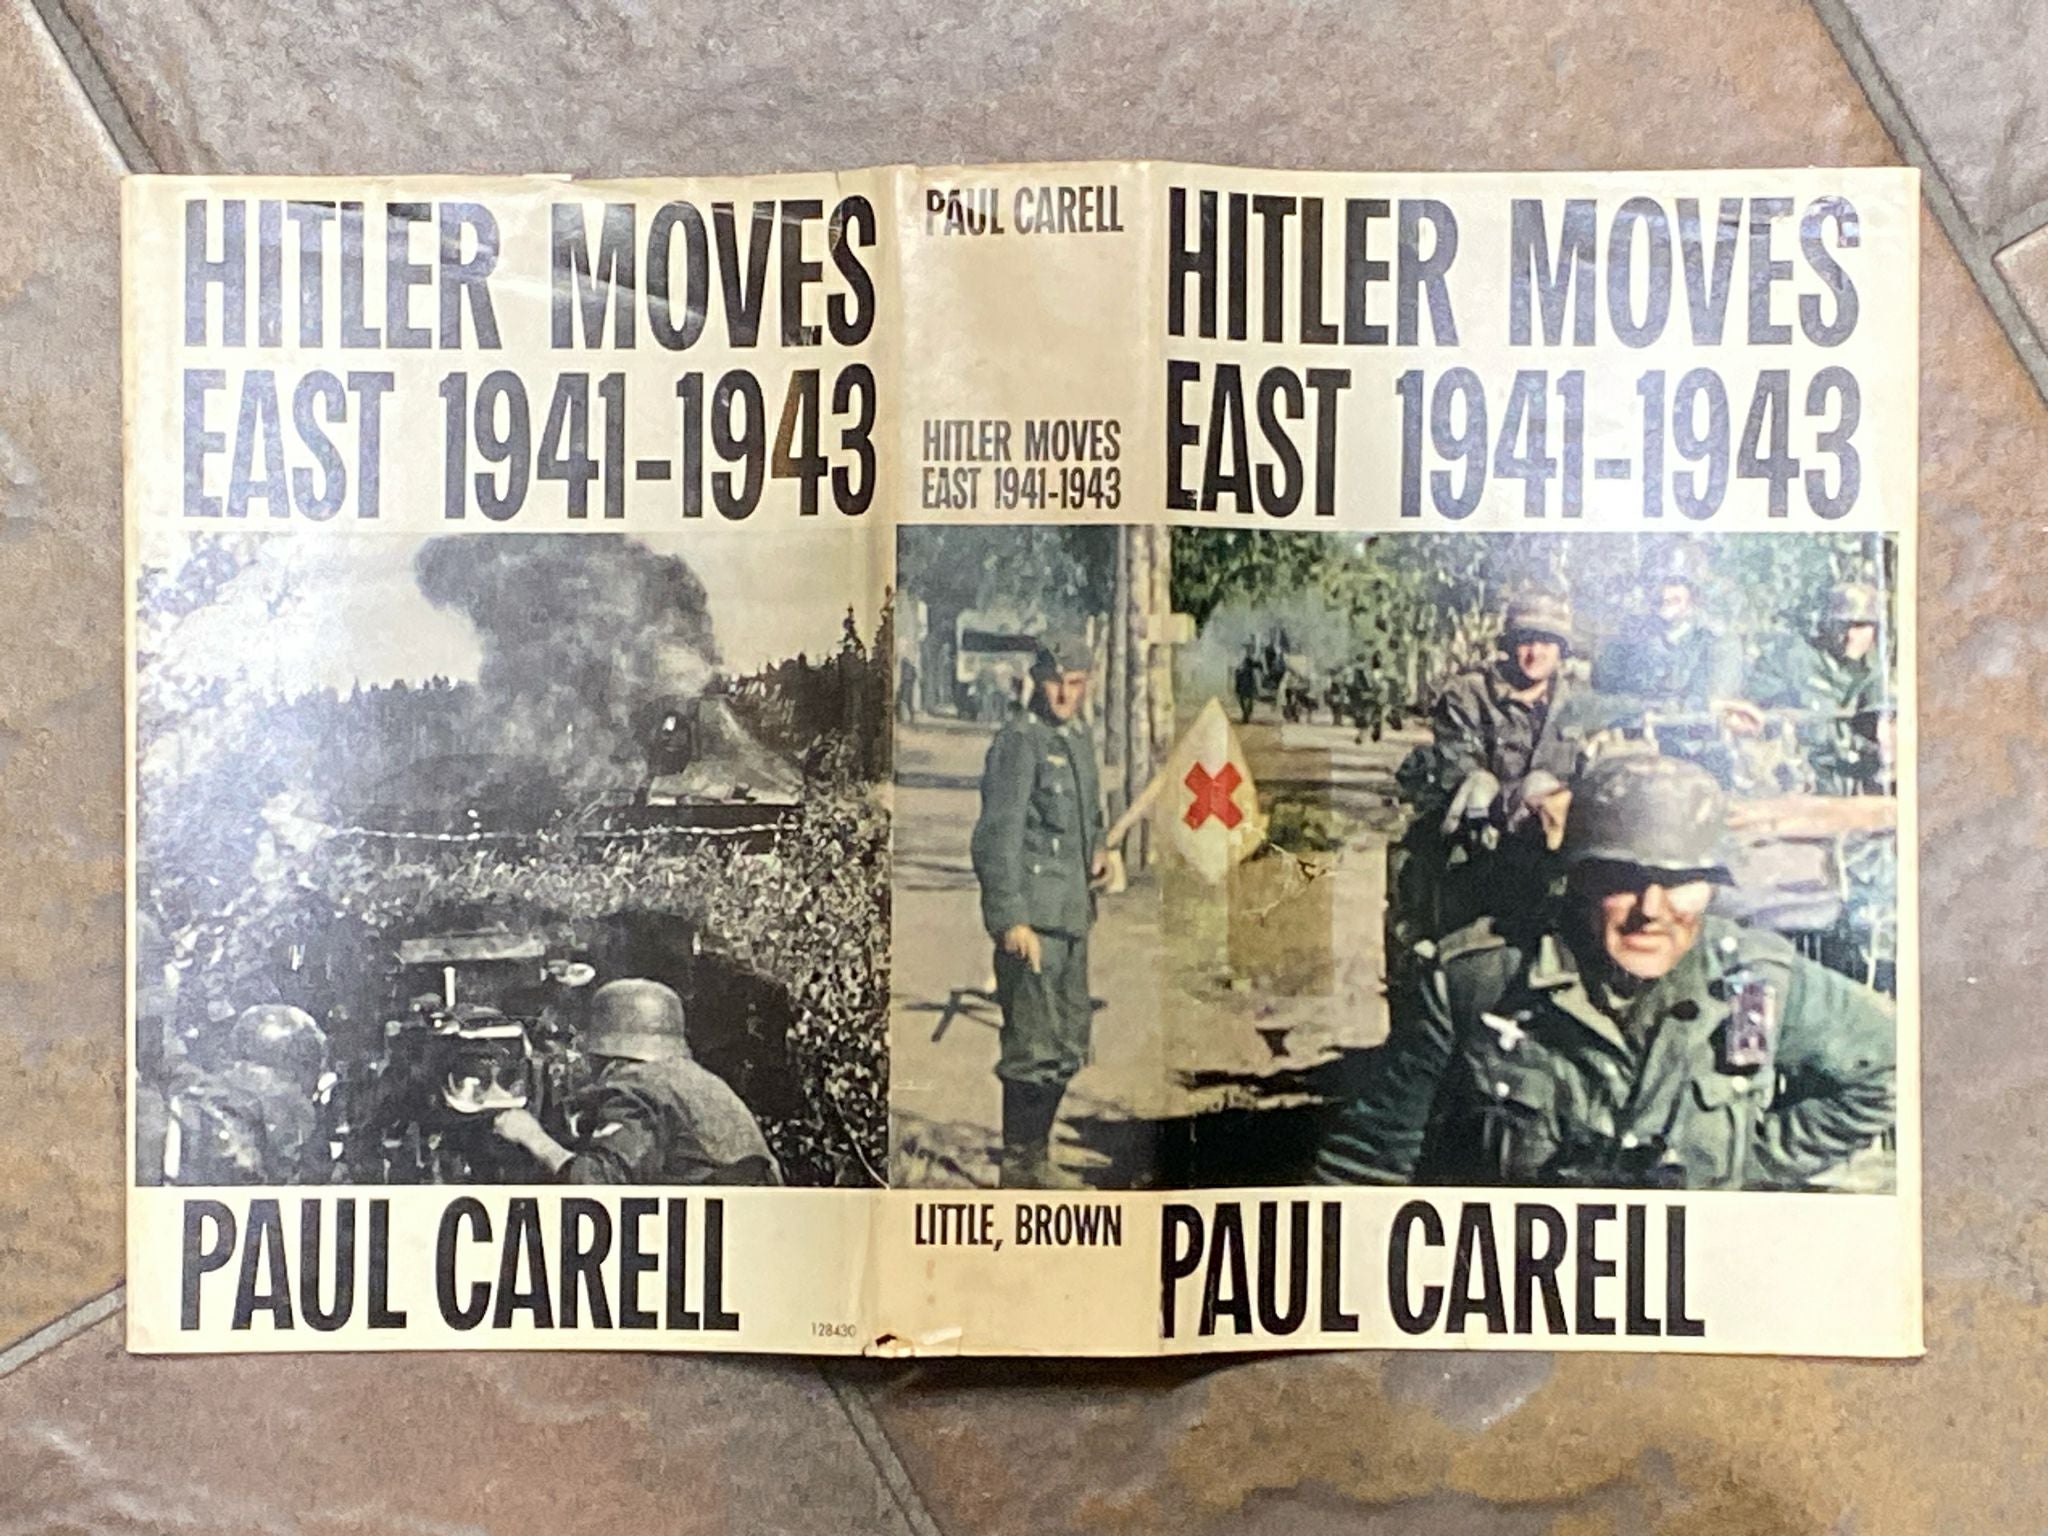 HITLER MOVES
EAST 1941-1943
PAUL CARELL
128430
PAUL CARELL
HITLER MOVES
EAST 1941-1943
LITTLE, BROWN
HITLER MOVES
EAST 1941-1943
PAUL CARELL